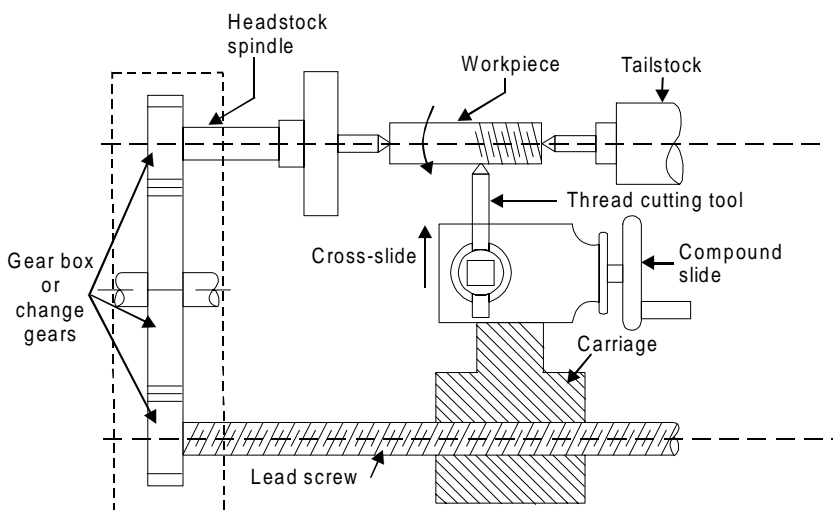 Headstock
spindle
Workpiece
Tailstock
Thread cutting tool
Cross-slide
Compound
slide
Gear box
or
change
gears
Carriage
Lead screw